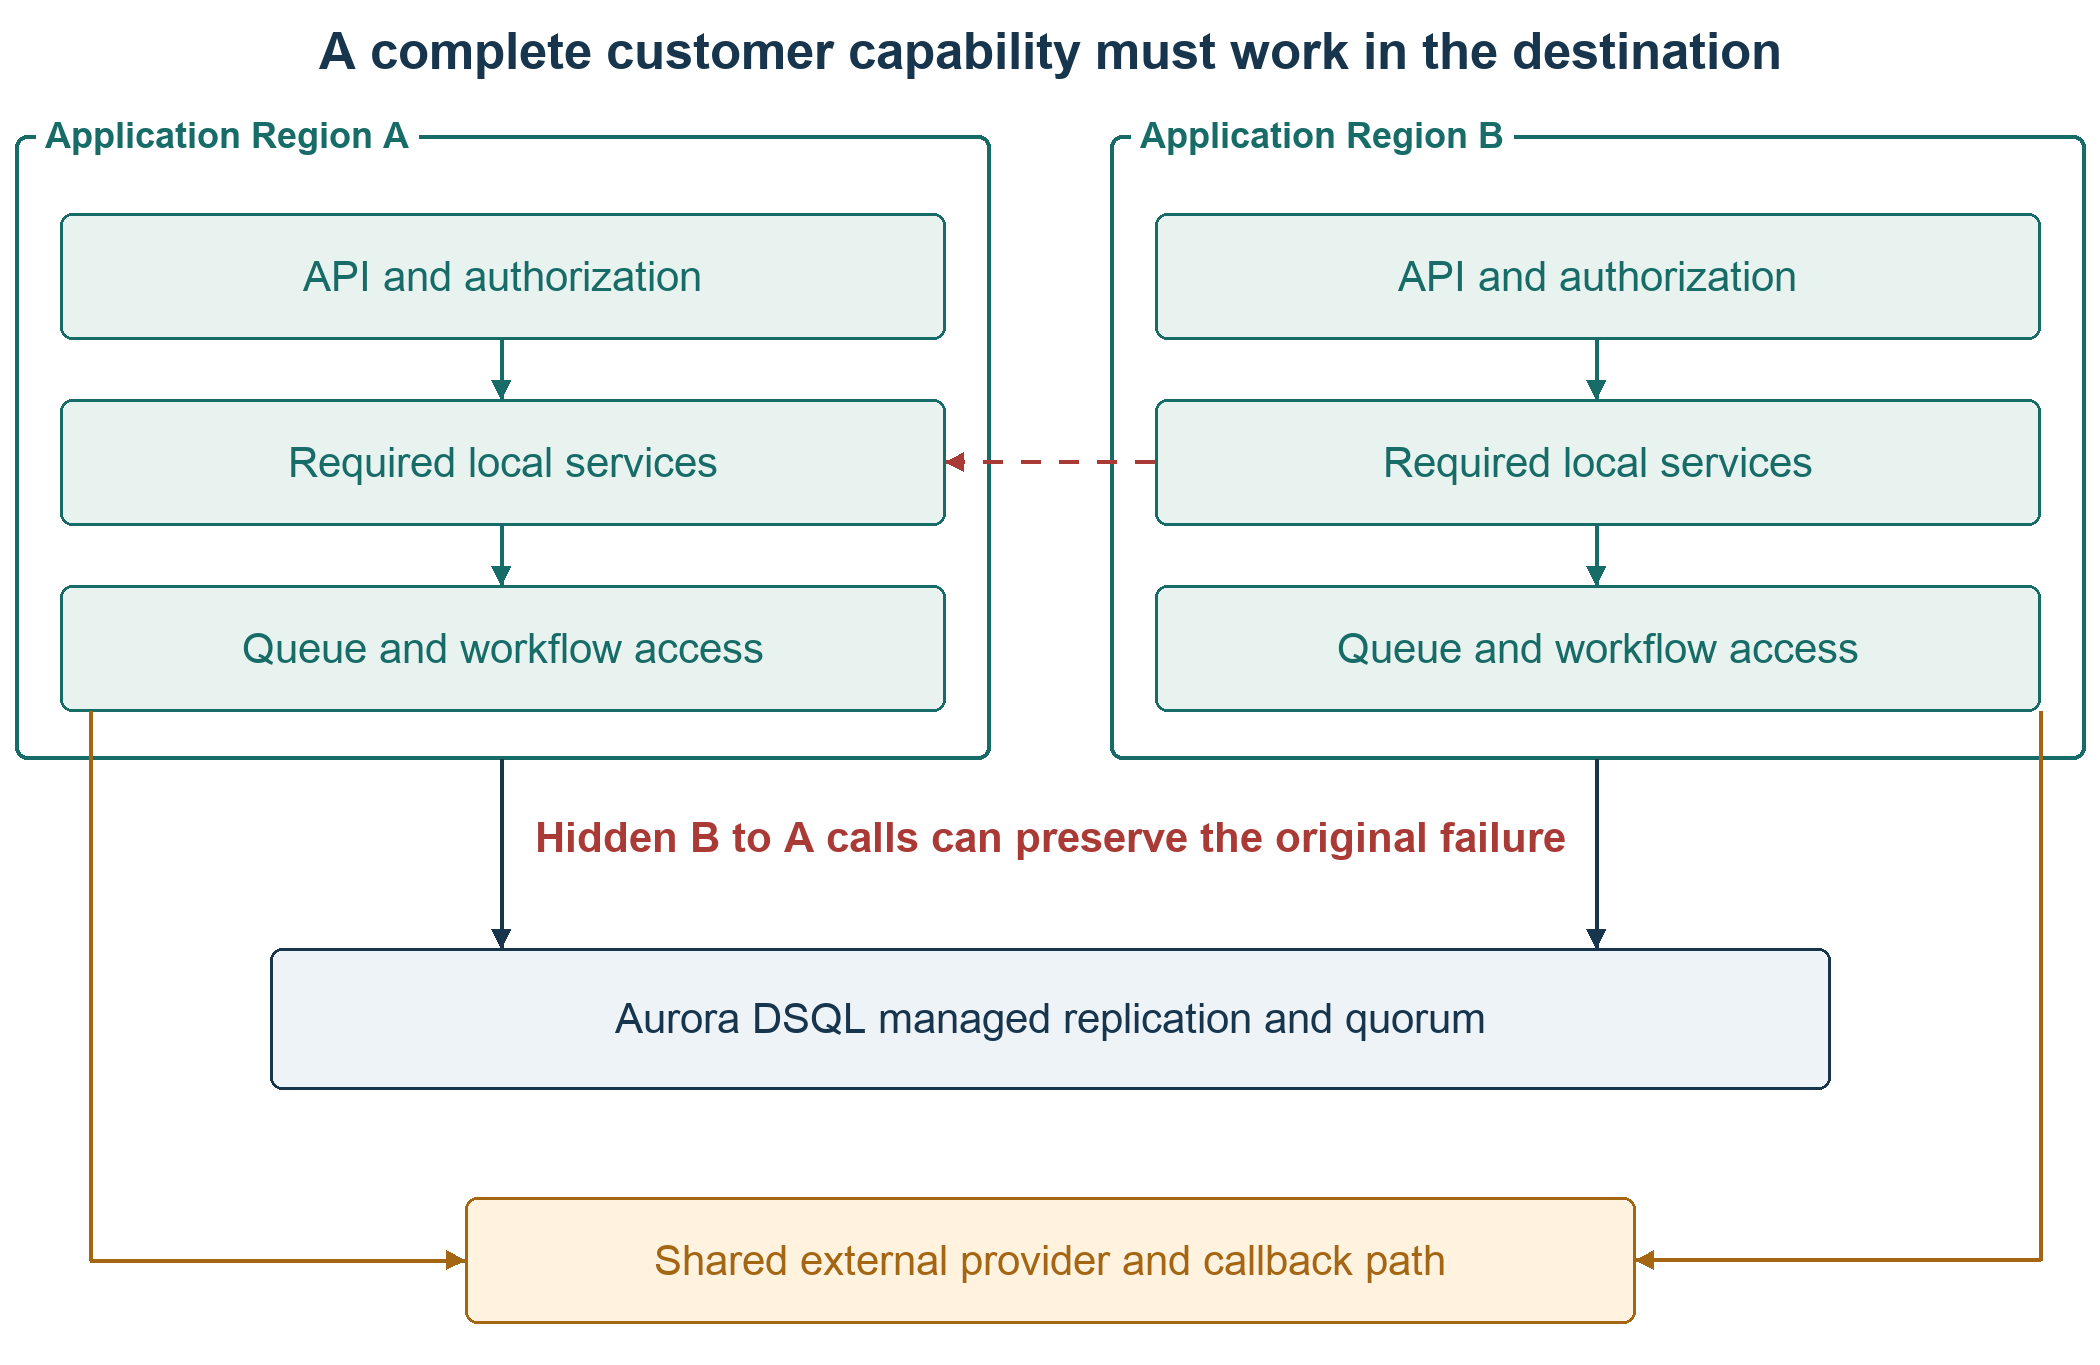 A complete customer capability must work in the destination
Application Region A
API and authorization
Required local services
Queue and workflow access
Application Region B
API and authorization
Required local services
Queue and workflow access
Hidden B to A calls can preserve the original failure
Aurora DSQL managed replication and quorum
Shared external provider and callback path